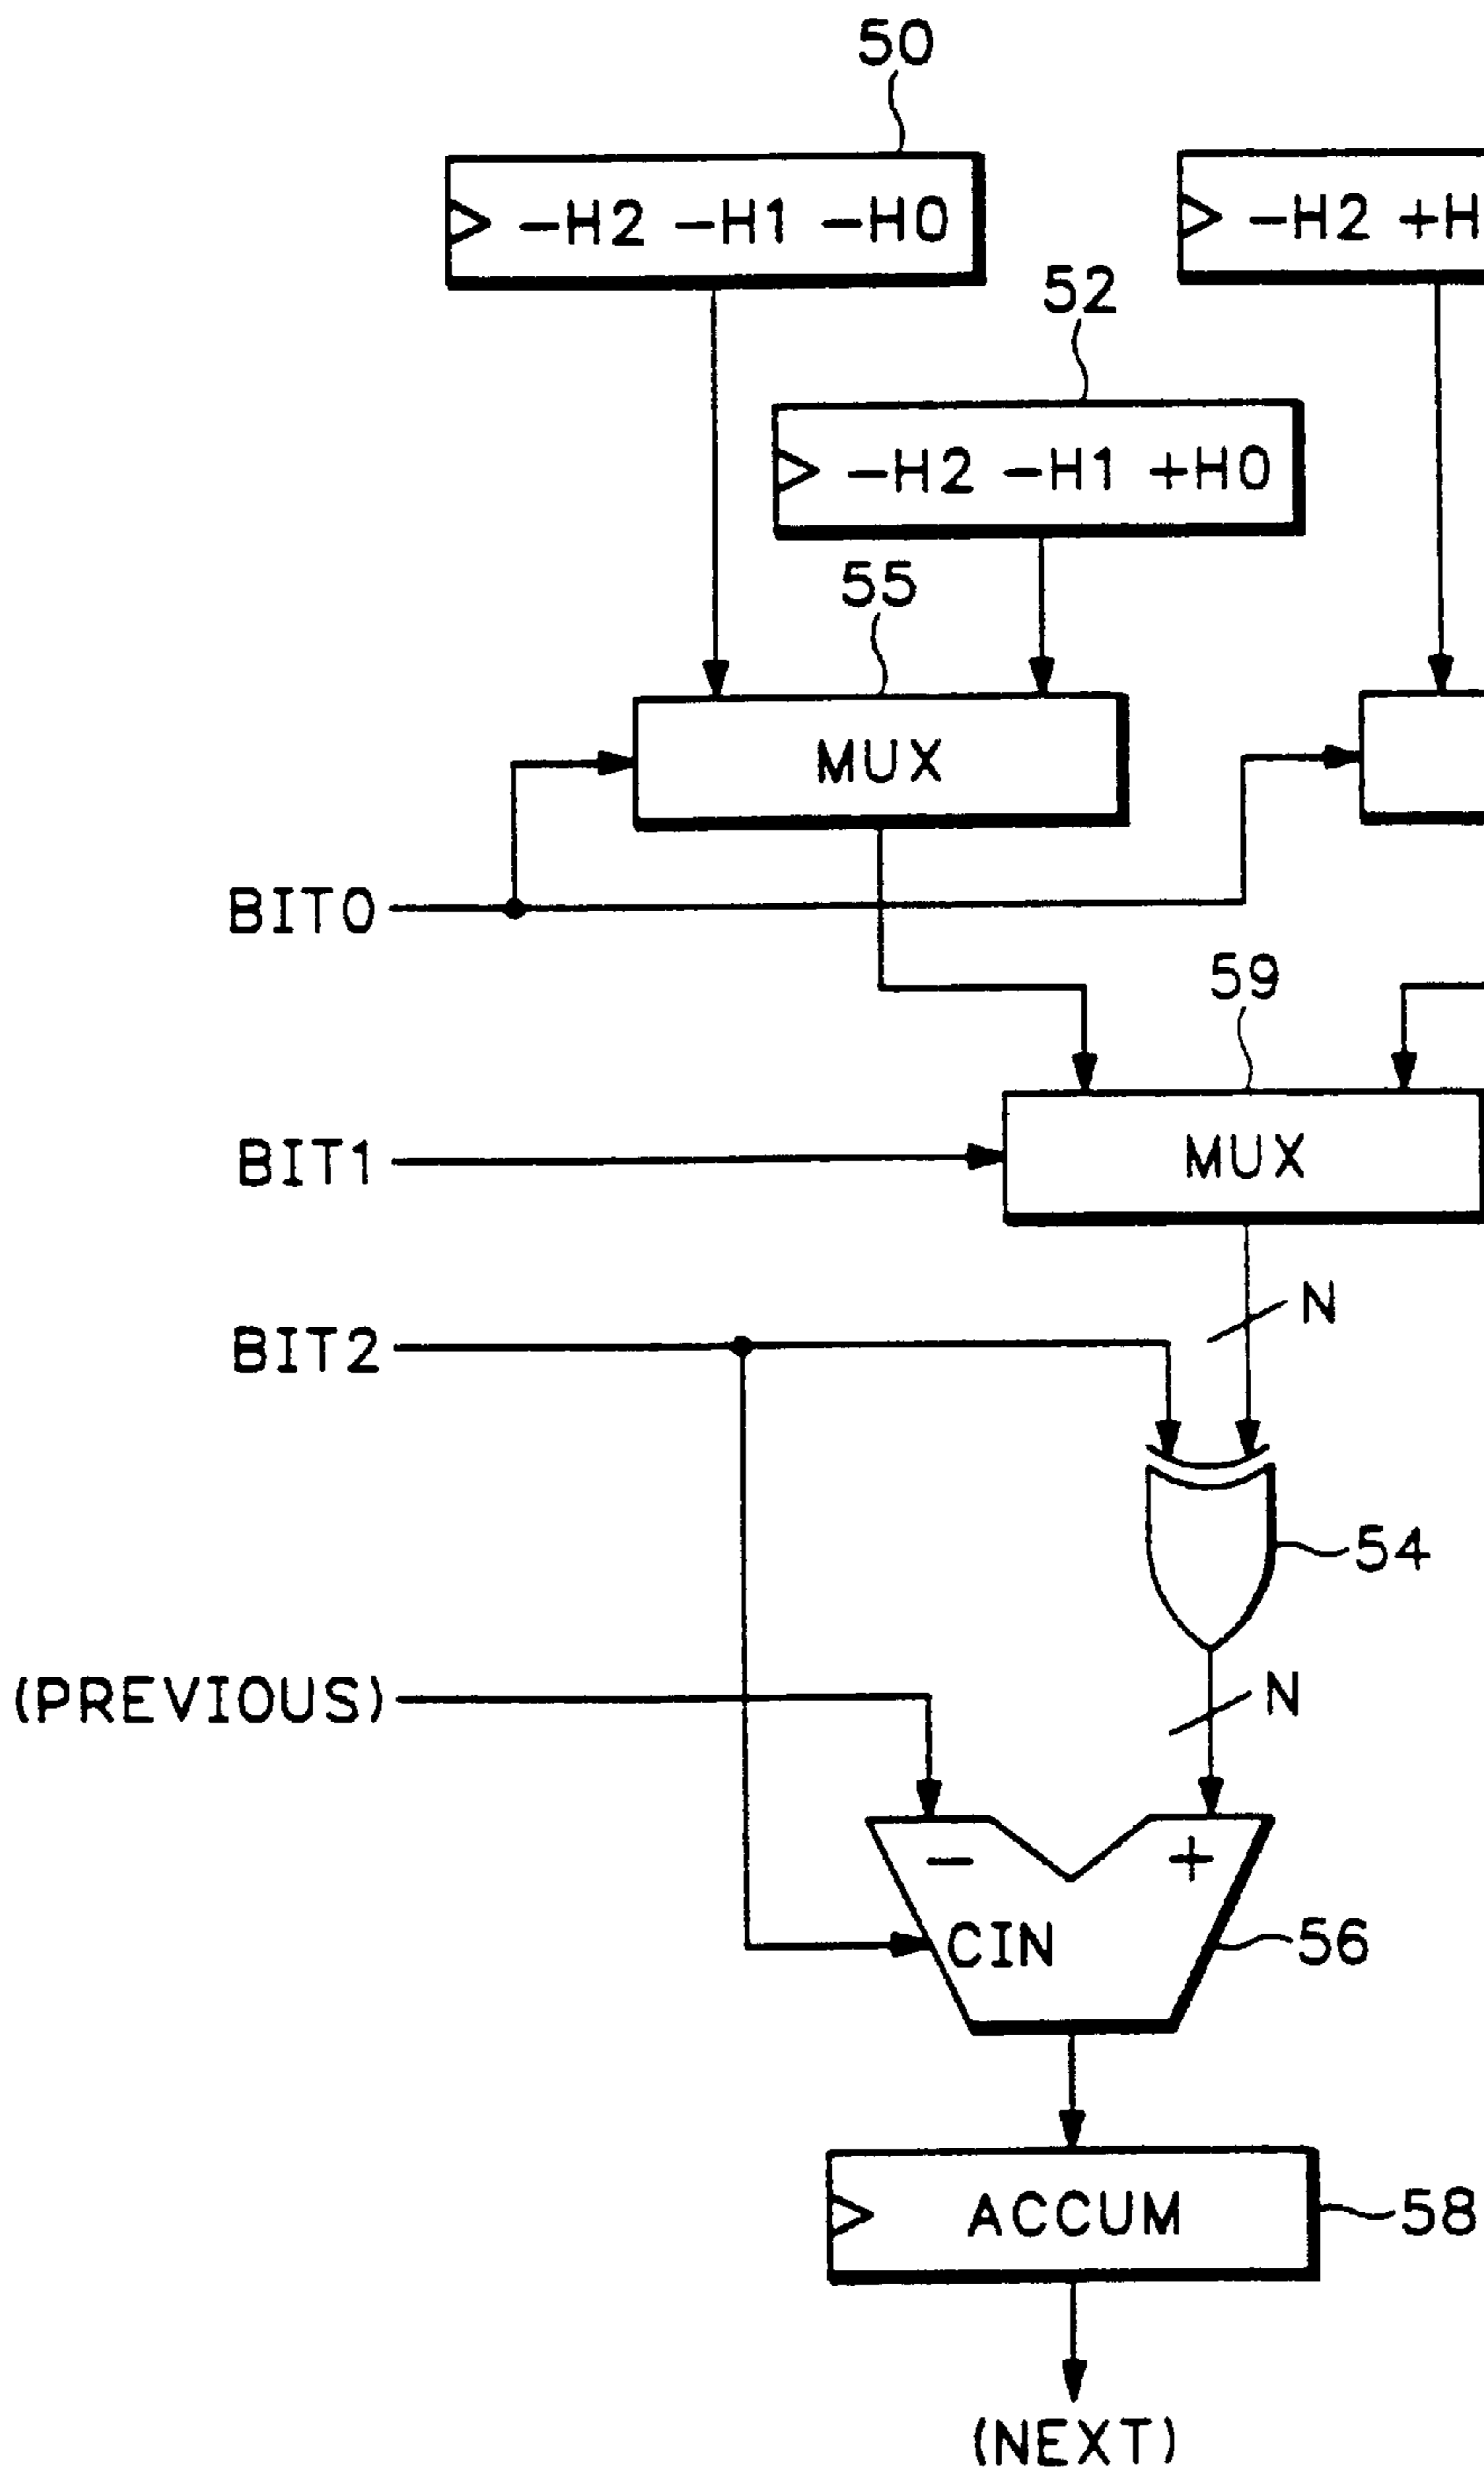 50
-H2 -H1 -H0
-H2 +H
52
-H2 -H1 +H0
55
MUX
BIT0
59
BIT1
MUX
N
BIT2
54
(PREVIOUS)
N
- +
CIN
56
ACCUM
58
(NEXT)